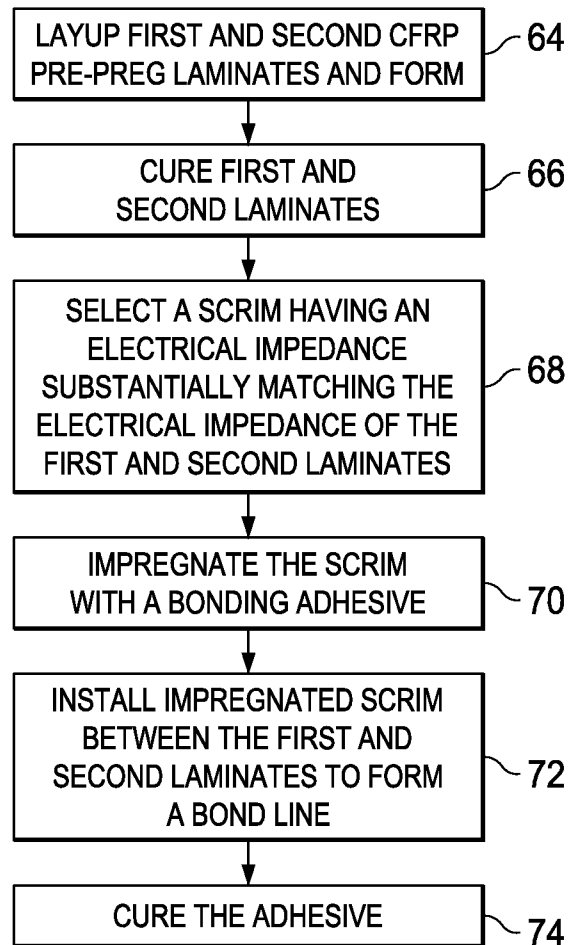 LAYUP FIRST AND SECOND CFRP
PRE-PREG LAMINATES AND FORM
64
CURE FIRST AND
SECOND LAMINATES
66
SELECT A SCRIM HAVING AN
ELECTRICAL IMPEDANCE
SUBSTANTIALLY MATCHING THE
ELECTRICAL IMPEDANCE OF THE
FIRST AND SECOND LAMINATES
68
IMPREGNATE THE SCRIM
WITH A BONDING ADHESIVE
70
INSTALL IMPREGNATED SCRIM
BETWEEN THE FIRST AND
SECOND LAMINATES TO FORM
A BOND LINE
72
CURE THE ADHESIVE
74